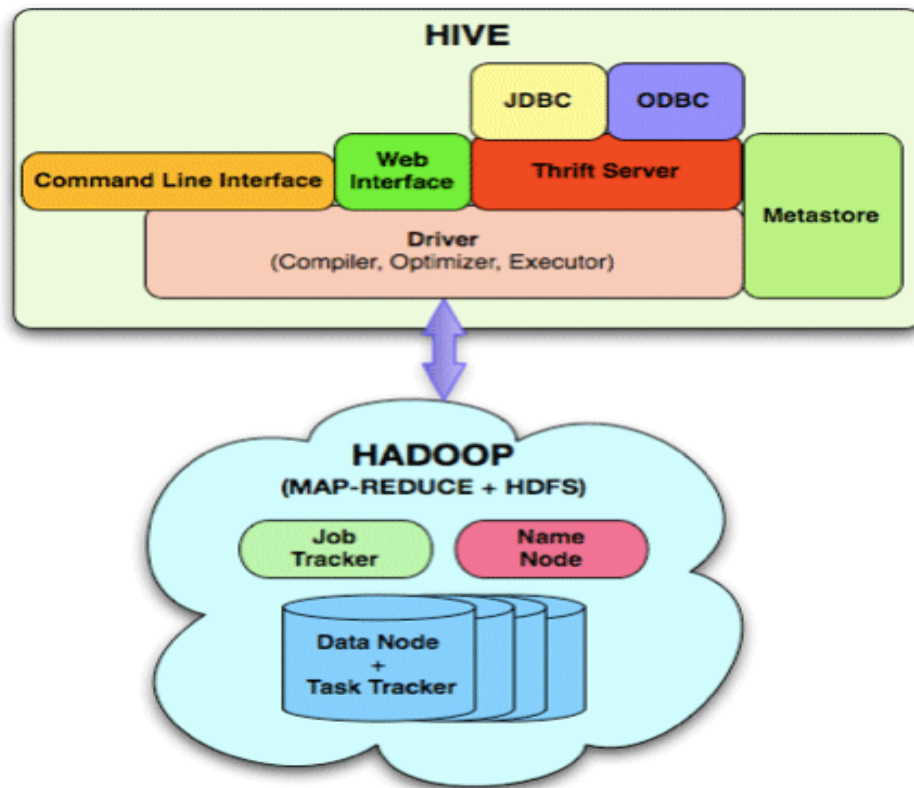 HIVE
JDBC
ODBC
Command Line Interface
Web
Interface
Thrift Server
Metastore
Driver
(Compiler, Optimizer, Executor)
HADOOP
(MAP-REDUCE + HDFS)
Job
Tracker
Name
Node
Data Node
+
Task Tracker